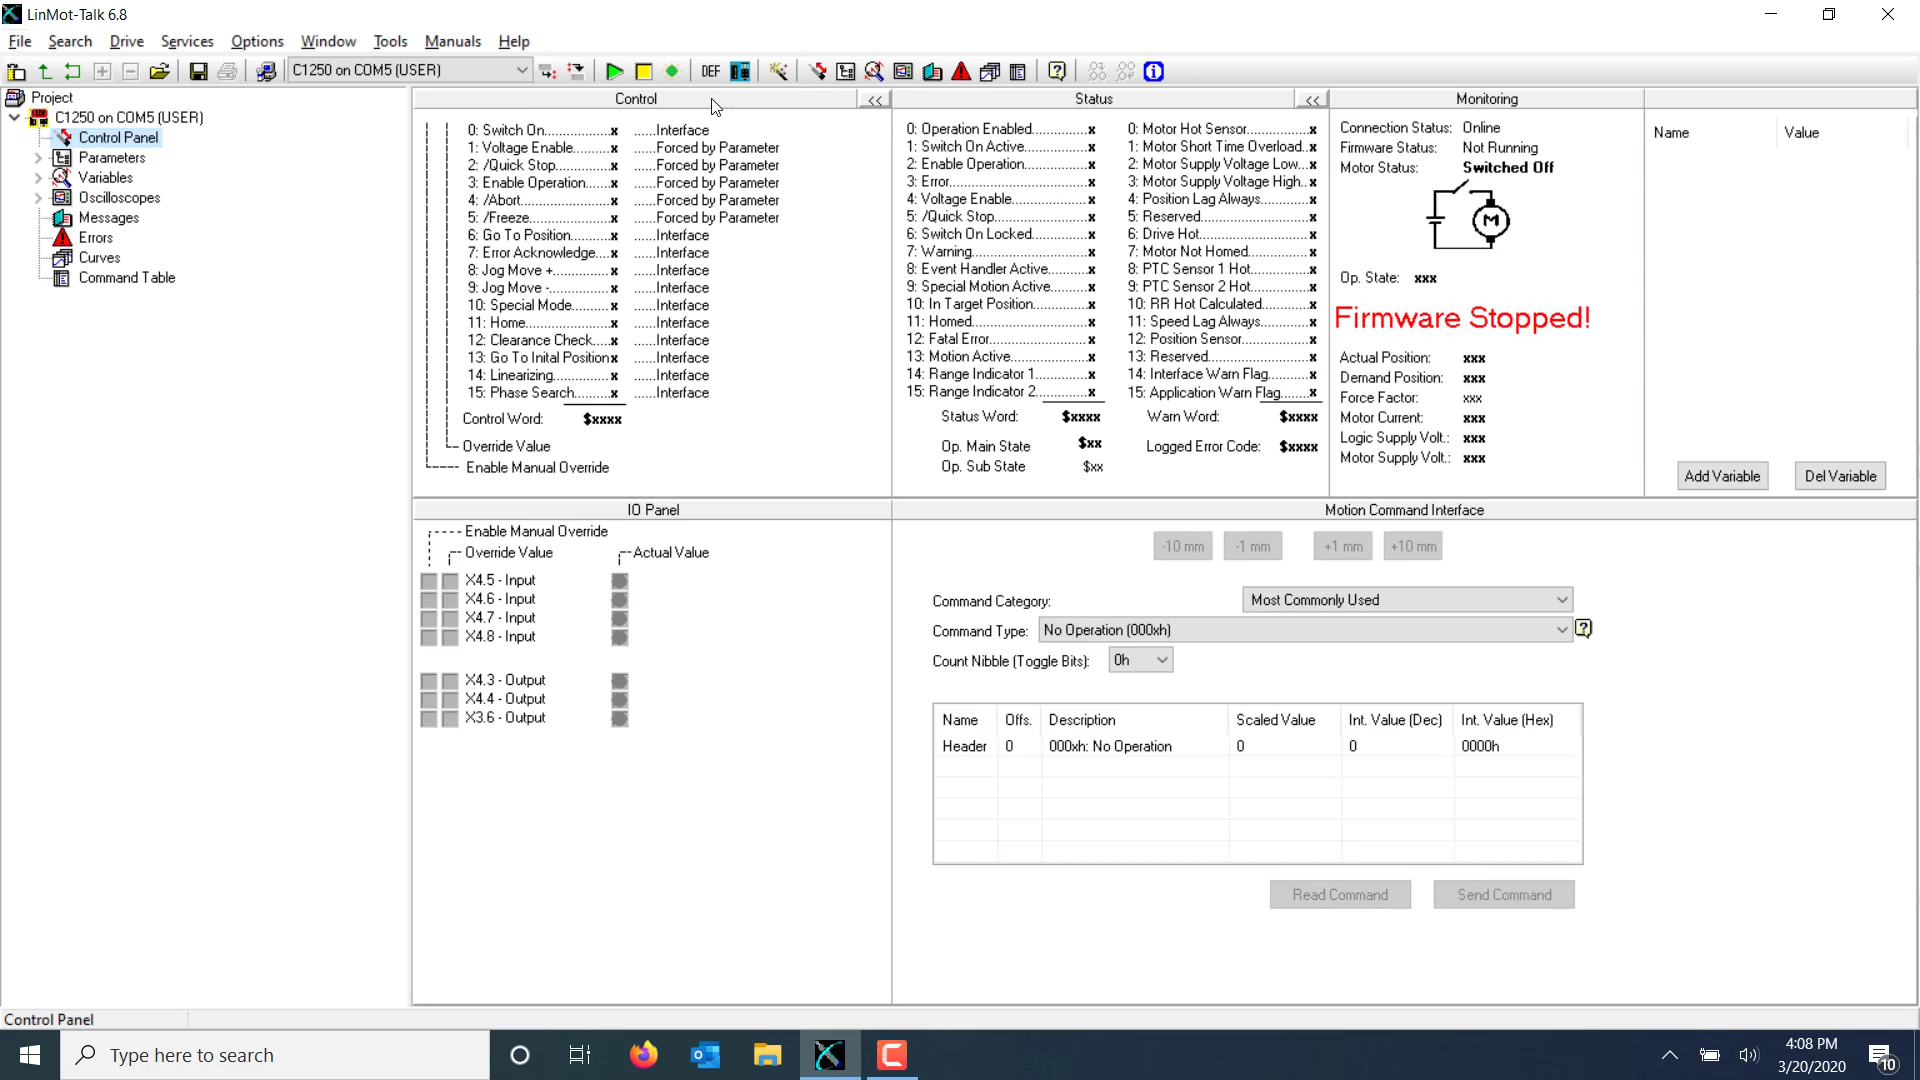 LinMot-Talk 6.8
File Search Drive Services Options Window Tools Manuals Help
C1250 on COM5 (USER)
DEF
Project
C1250 on COM5 (USER)
Control Panel
Parameters
Variables
Oscilloscopes
Messages
Errors
Curves
Command Table
Control
<<
0: Switch On..................x ......Interface
1: Voltage Enable..........x ......Forced by Parameter
2: /Quick Stop...............x ......Forced by Parameter
3: Enable Operation.......x ......Forced by Parameter
4: /Abort.......................x ......Forced by Parameter
5: /Freeze.....................x ......Forced by Parameter
6: Go To Position...........x ......Interface
7: Error Acknowledge....x ......Interface
8: Jog Move +...............x ......Interface
9: Jog Move -................x ......Interface
10: Special Mode..........x ......Interface
11: Home.....................x ......Interface
12: Clearance Check.....x ......Interface
13: Go To Inital Position x ......Interface
14: Linearizing..............x ......Interface
15: Phase Search.........x ......Interface
Control Word: $xxxx
Override Value
Enable Manual Override
Status
<<
0: Operation Enabled............x
1: Switch On Active..............x
2: Enable Operation.............x
3: Error................................x
4: Voltage Enable................x
5: /Quick Stop.....................x
6: Switch On Locked............x
7: Warning..........................x
8: Event Handler Active........x
9: Special Motion Active.......x
10: In Target Position...........x
11: Homed..........................x
12: Fatal Error.....................x
13: Motion Active.................x
14: Range Indicator 1............x
15: Range Indicator 2............x
Status Word: $xxxx
Op. Main State $xx
Op. Sub State $xx
0: Motor Hot Sensor.............x
1: Motor Short Time Overload..x
2: Motor Supply Voltage Low...x
3: Motor Supply Voltage High..x
4: Position Lag Always...........x
5: Reserved..........................x
6: Drive Hot..........................x
7: Motor Not Homed..............x
8: PTC Sensor 1 Hot..............x
9: PTC Sensor 2 Hot..............x
10: RR Hot Calculated...........x
11: Speed Lag Always............x
12: Position Sensor................x
13: Reserved........................x
14: Interface Warn Flag..........x
15: Application Warn Flag.......x
Warn Word: $xxxx
Logged Error Code: $xxxx
Monitoring
Connection Status: Online
Firmware Status: Not Running
Motor Status: Switched Off
M
Op. State: xxx
Firmware Stopped!
Actual Position: xxx
Demand Position: xxx
Force Factor: xxx
Motor Current: xxx
Logic Supply Volt.: xxx
Motor Supply Volt.: xxx
Name Value
Add Variable Del Variable
IO Panel
Enable Manual Override
Override Value Actual Value
X4.5 - Input
X4.6 - Input
X4.7 - Input
X4.8 - Input
X4.3 - Output
X4.4 - Output
X3.6 - Output
Motion Command Interface
-10 mm -1 mm +1 mm +10 mm
Command Category: Most Commonly Used
Command Type: No Operation (000xh)
Count Nibble (Toggle Bits): 0h
Name Offs. Description Scaled Value Int. Value (Dec) Int. Value (Hex)
Header 0 000xh: No Operation 0 0 0000h
Read Command Send Command
Control Panel
Type here to search
4:08 PM
3/20/2020
10